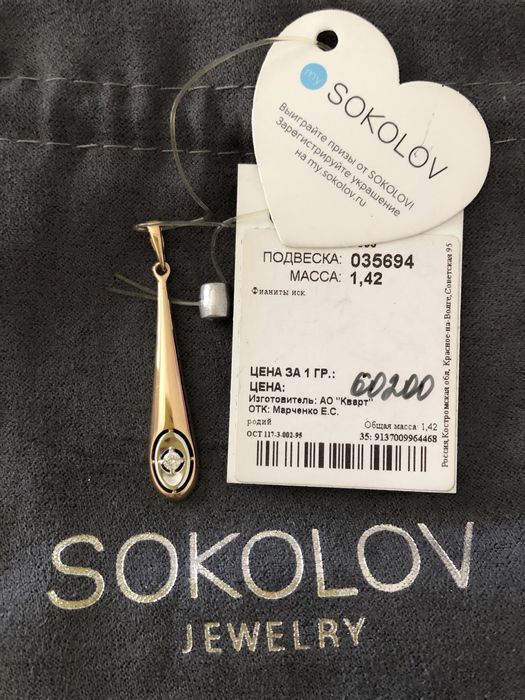 my
SOKOLOV
Выиграйте призы от SOKOLOV!
Зарегистрируйте украшение
на my.sokolov.ru
ПОДВЕСКА: 035694
МАССА: 1,42
Фианиты иск.
ЦЕНА ЗА 1 ГР.:
ЦЕНА: 60200
Изготовитель: АО "Кварт"
ОТК: Марченко Е.С.
родий Общая масса: 1,42
ОСТ 117-3-002-95 35: 9137009964468
Россия,Костромская обл, Красное-на-Волге,Советская 95
SOKOLOV
JEWELRY